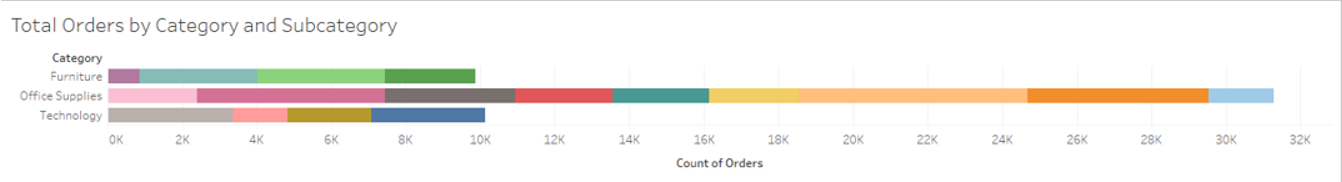 Total Orders by Category and Subcategory
Category
Furniture
Office Supplies
Technology
0K 2K 4K 6K 8K 10K 12K 14K 16K 18K 20K 22K 24K 26K 28K 30K 32K
Count of Orders